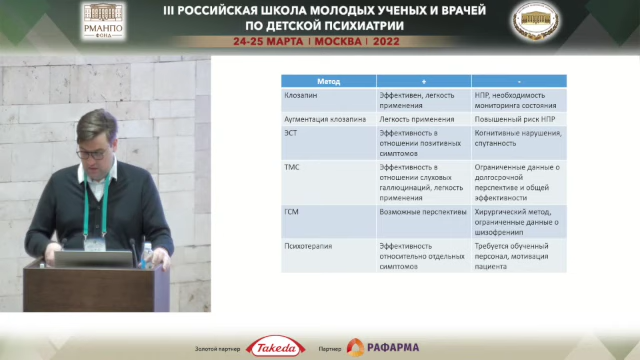 III РОССИЙСКАЯ ШКОЛА МОЛОДЫХ УЧЕНЫХ И ВРАЧЕЙ
ПО ДЕТСКОЙ ПСИХИАТРИИ
24-25 МАРТА | МОСКВА | 2022
РМАНПО
ФОНД
Метод + -
Клозапин Эффективен, легкость НПР, необходимость
применения мониторинга состояния
Аугментация клозапина Легкость применения Повышенный риск НПР
ЭСТ Эффективность в Когнитивные нарушения,
отношении позитивных спутанность
симптомов
ТМС Эффективность в Ограниченные данные о
отношении слуховых долгосрочной
галлюцинаций, легкость перспективе и общей
применения эффективности
ГСМ Возможные перспективы Хирургический метод,
ограниченные данные о
шизофрениии
Психотерапия Эффективность Требуется обученный
относительно отдельных персонал, мотивация
симптомов пациента
Золотой партнер Takeda Партнер РАФАРМА